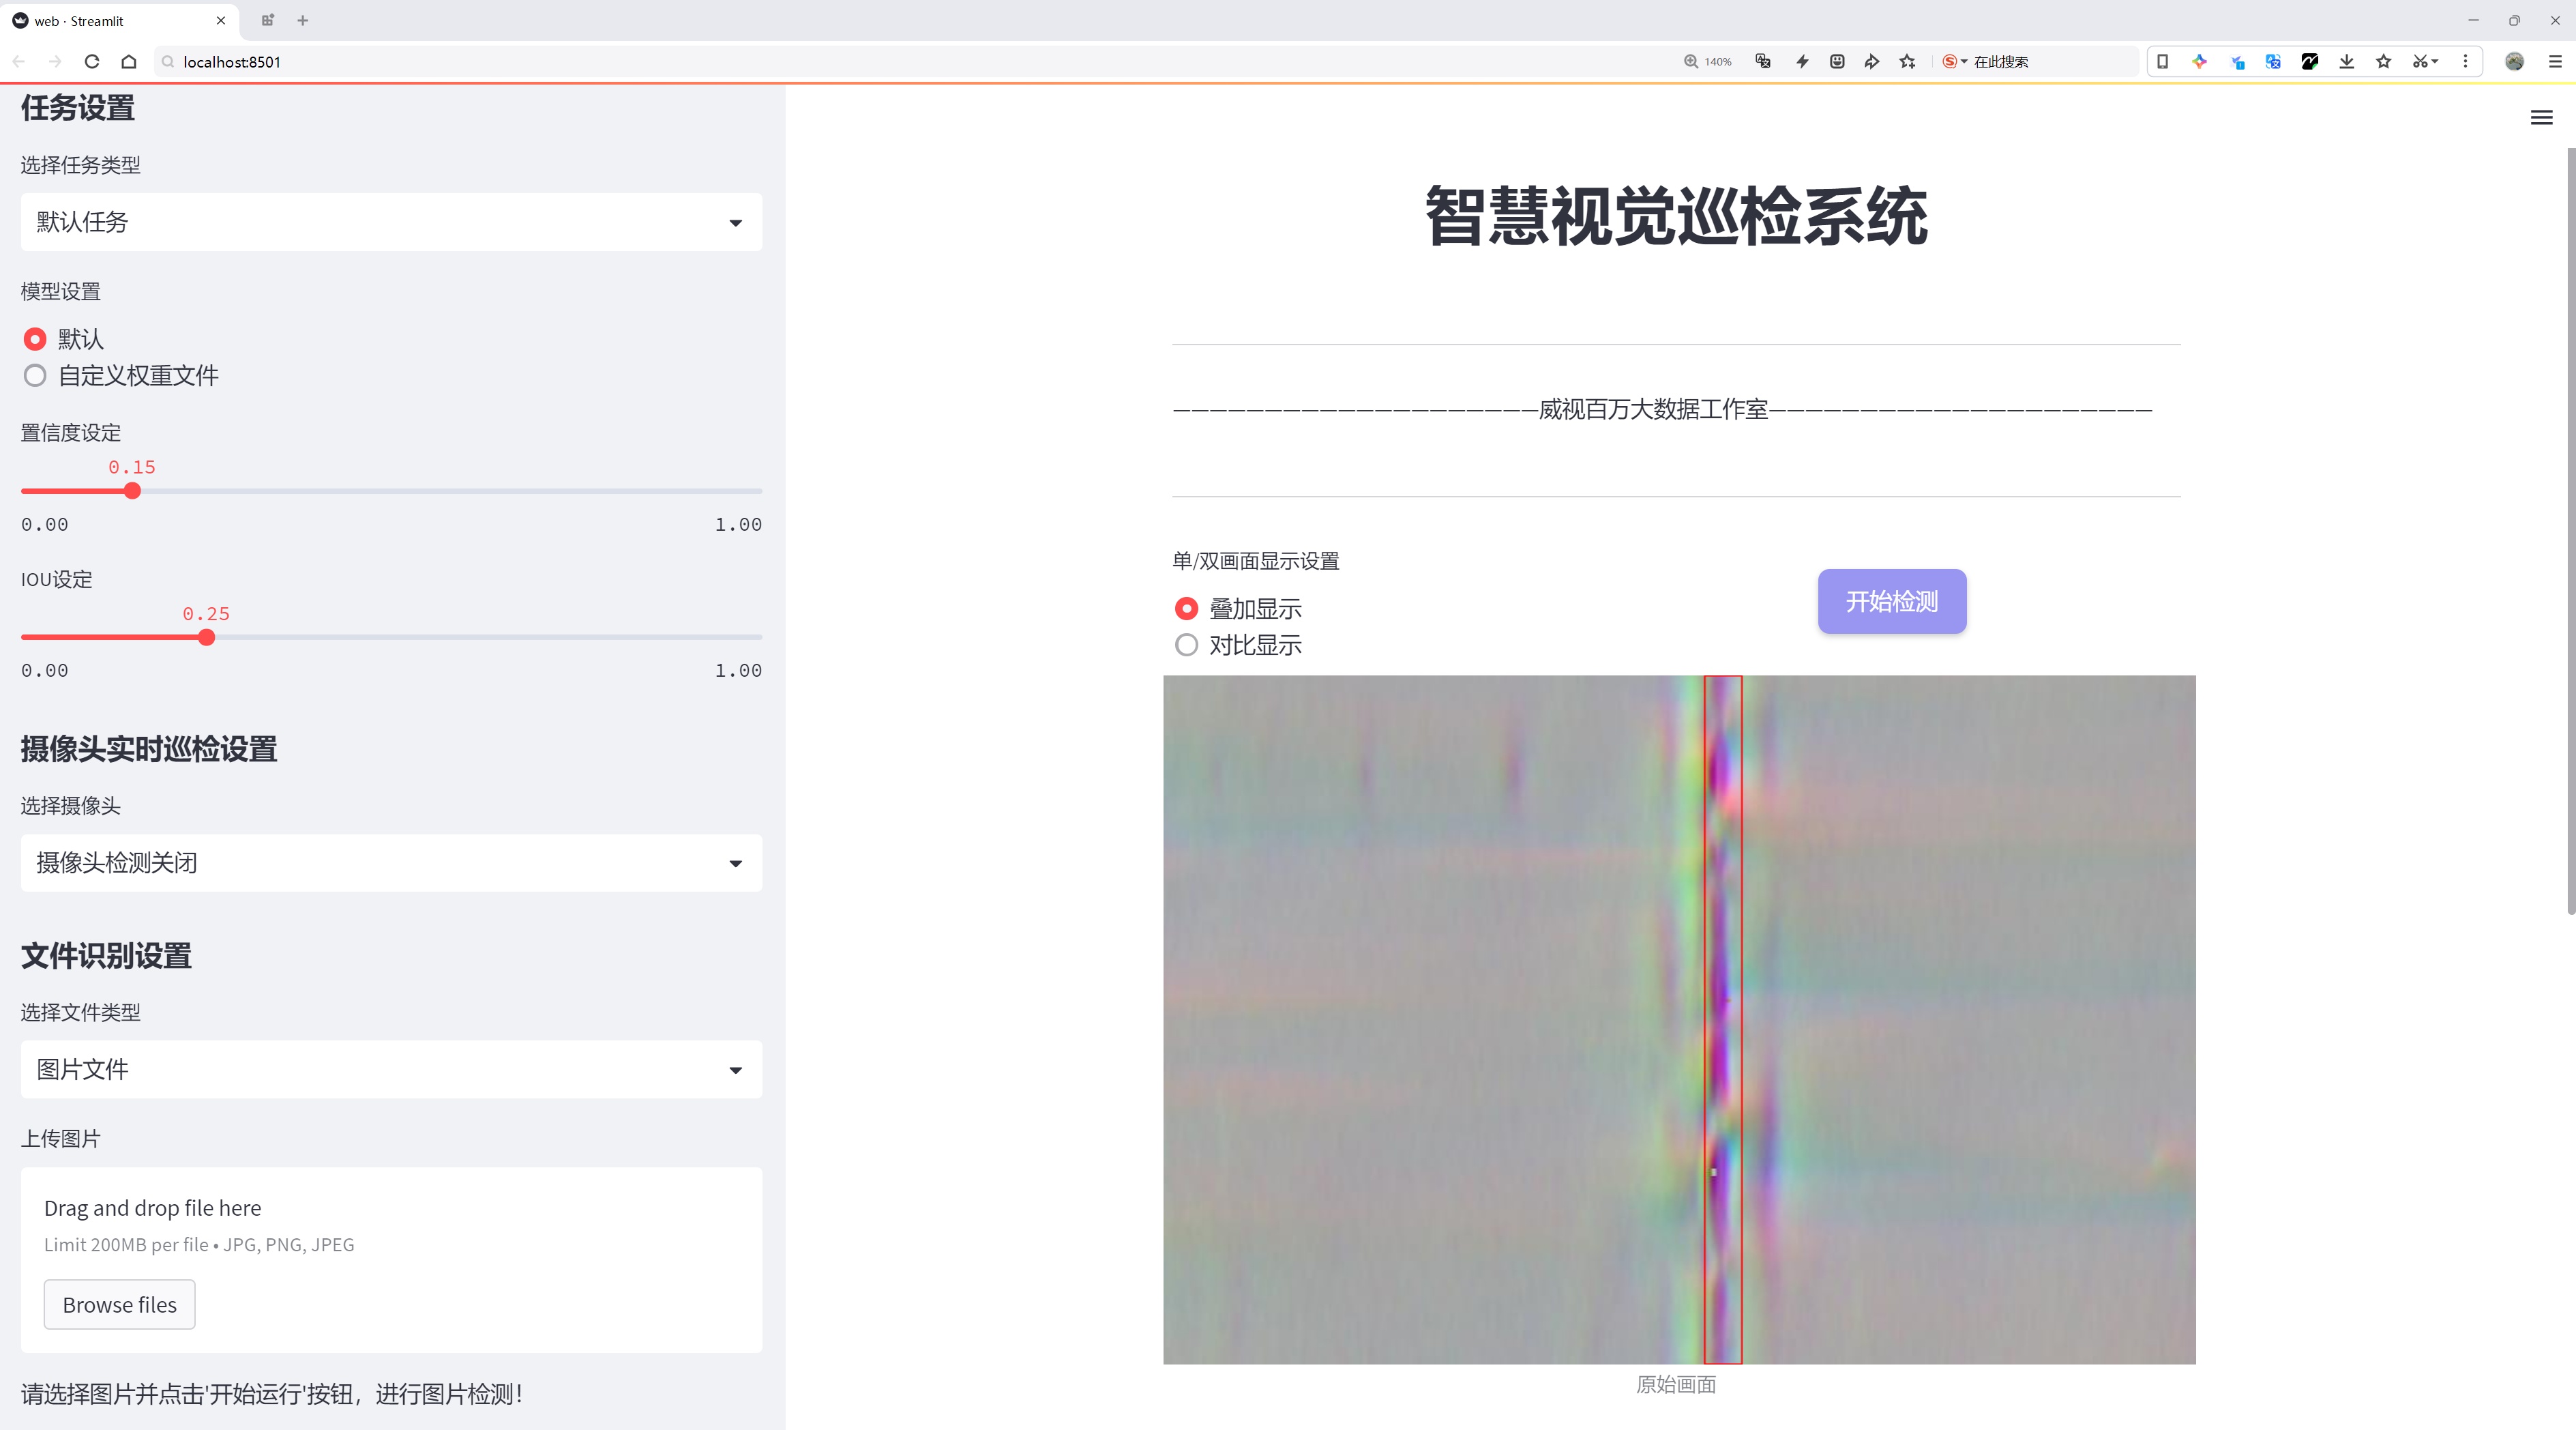 web · Streamlit
localhost:8501
140%
在此搜索
任务设置
选择任务类型
默认任务
模型设置
默认
自定义权重文件
置信度设定
0.15
0.00 1.00
IOU设定
0.25
0.00 1.00
摄像头实时巡检设置
选择摄像头
摄像头检测关闭
文件识别设置
选择文件类型
图片文件
上传图片
Drag and drop file here
Limit 200MB per file • JPG, PNG, JPEG
Browse files
请选择图片并点击'开始运行'按钮，进行图片检测！
智慧视觉巡检系统
————————————————————威视百万大数据工作室—————————————————————
单/双画面显示设置
叠加显示
对比显示
开始检测
原始画面